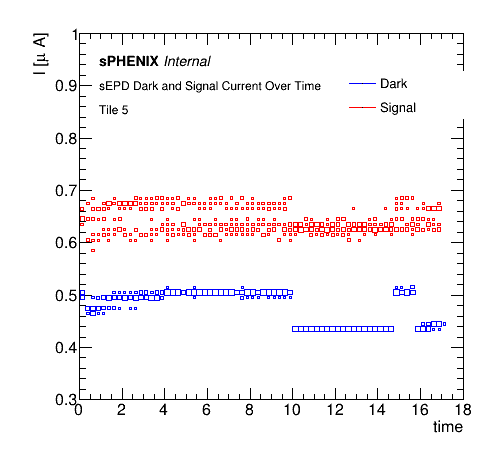 I [μ A]
1
0.9
0.8
0.7
0.6
0.5
0.4
0.3
sPHENIX Internal
sEPD Dark and Signal Current Over Time
Tile 5
Dark
Signal
0 2 4 6 8 10 12 14 16 18
time